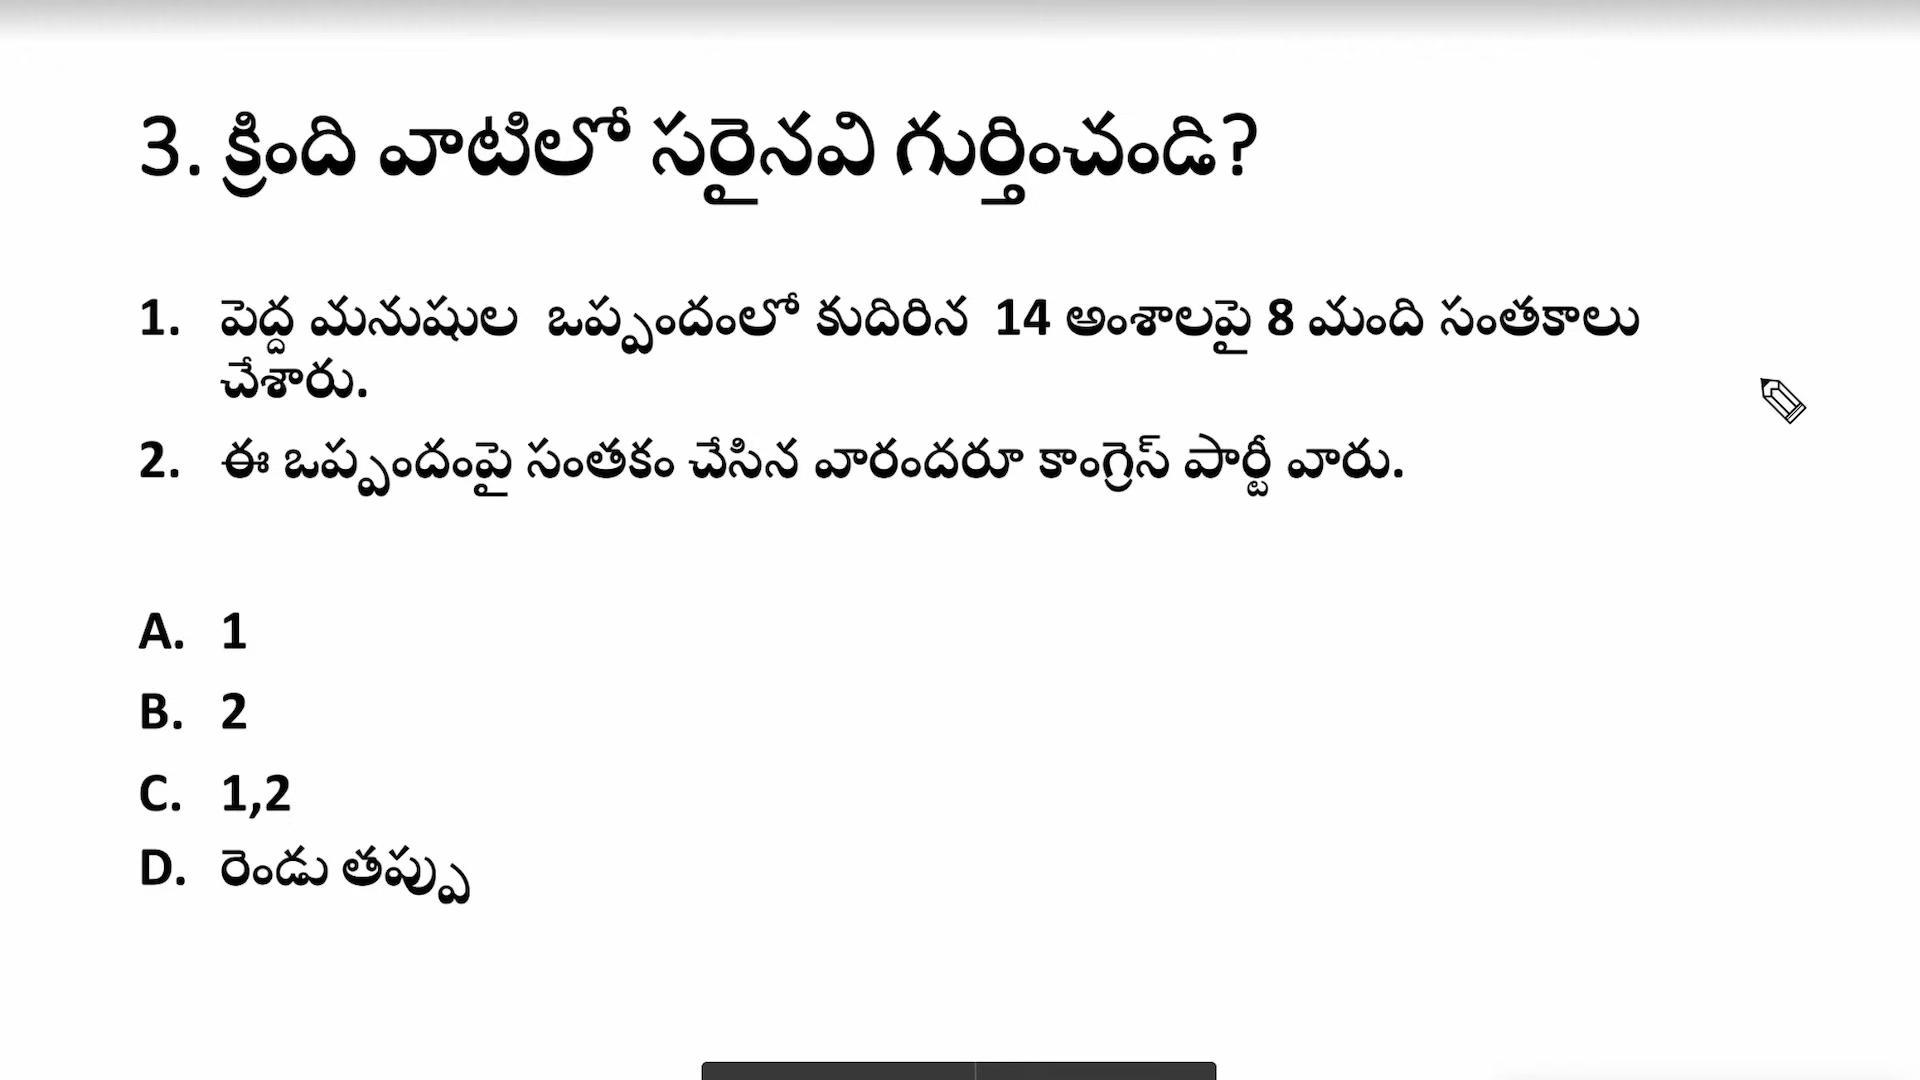 3. క్రింది వాటిలో సరైనవి గుర్తించండి?
1. పెద్ద మనుషుల ఒప్పందంలో కుదిరిన 14 అంశాలపై 8 మంది సంతకాలు
చేశారు.
2. ఈ ఒప్పందంపై సంతకం చేసిన వారందరూ కాంగ్రెస్ పార్టీ వారు.
A. 1
B. 2
C. 1,2
D. రెండు తప్పు